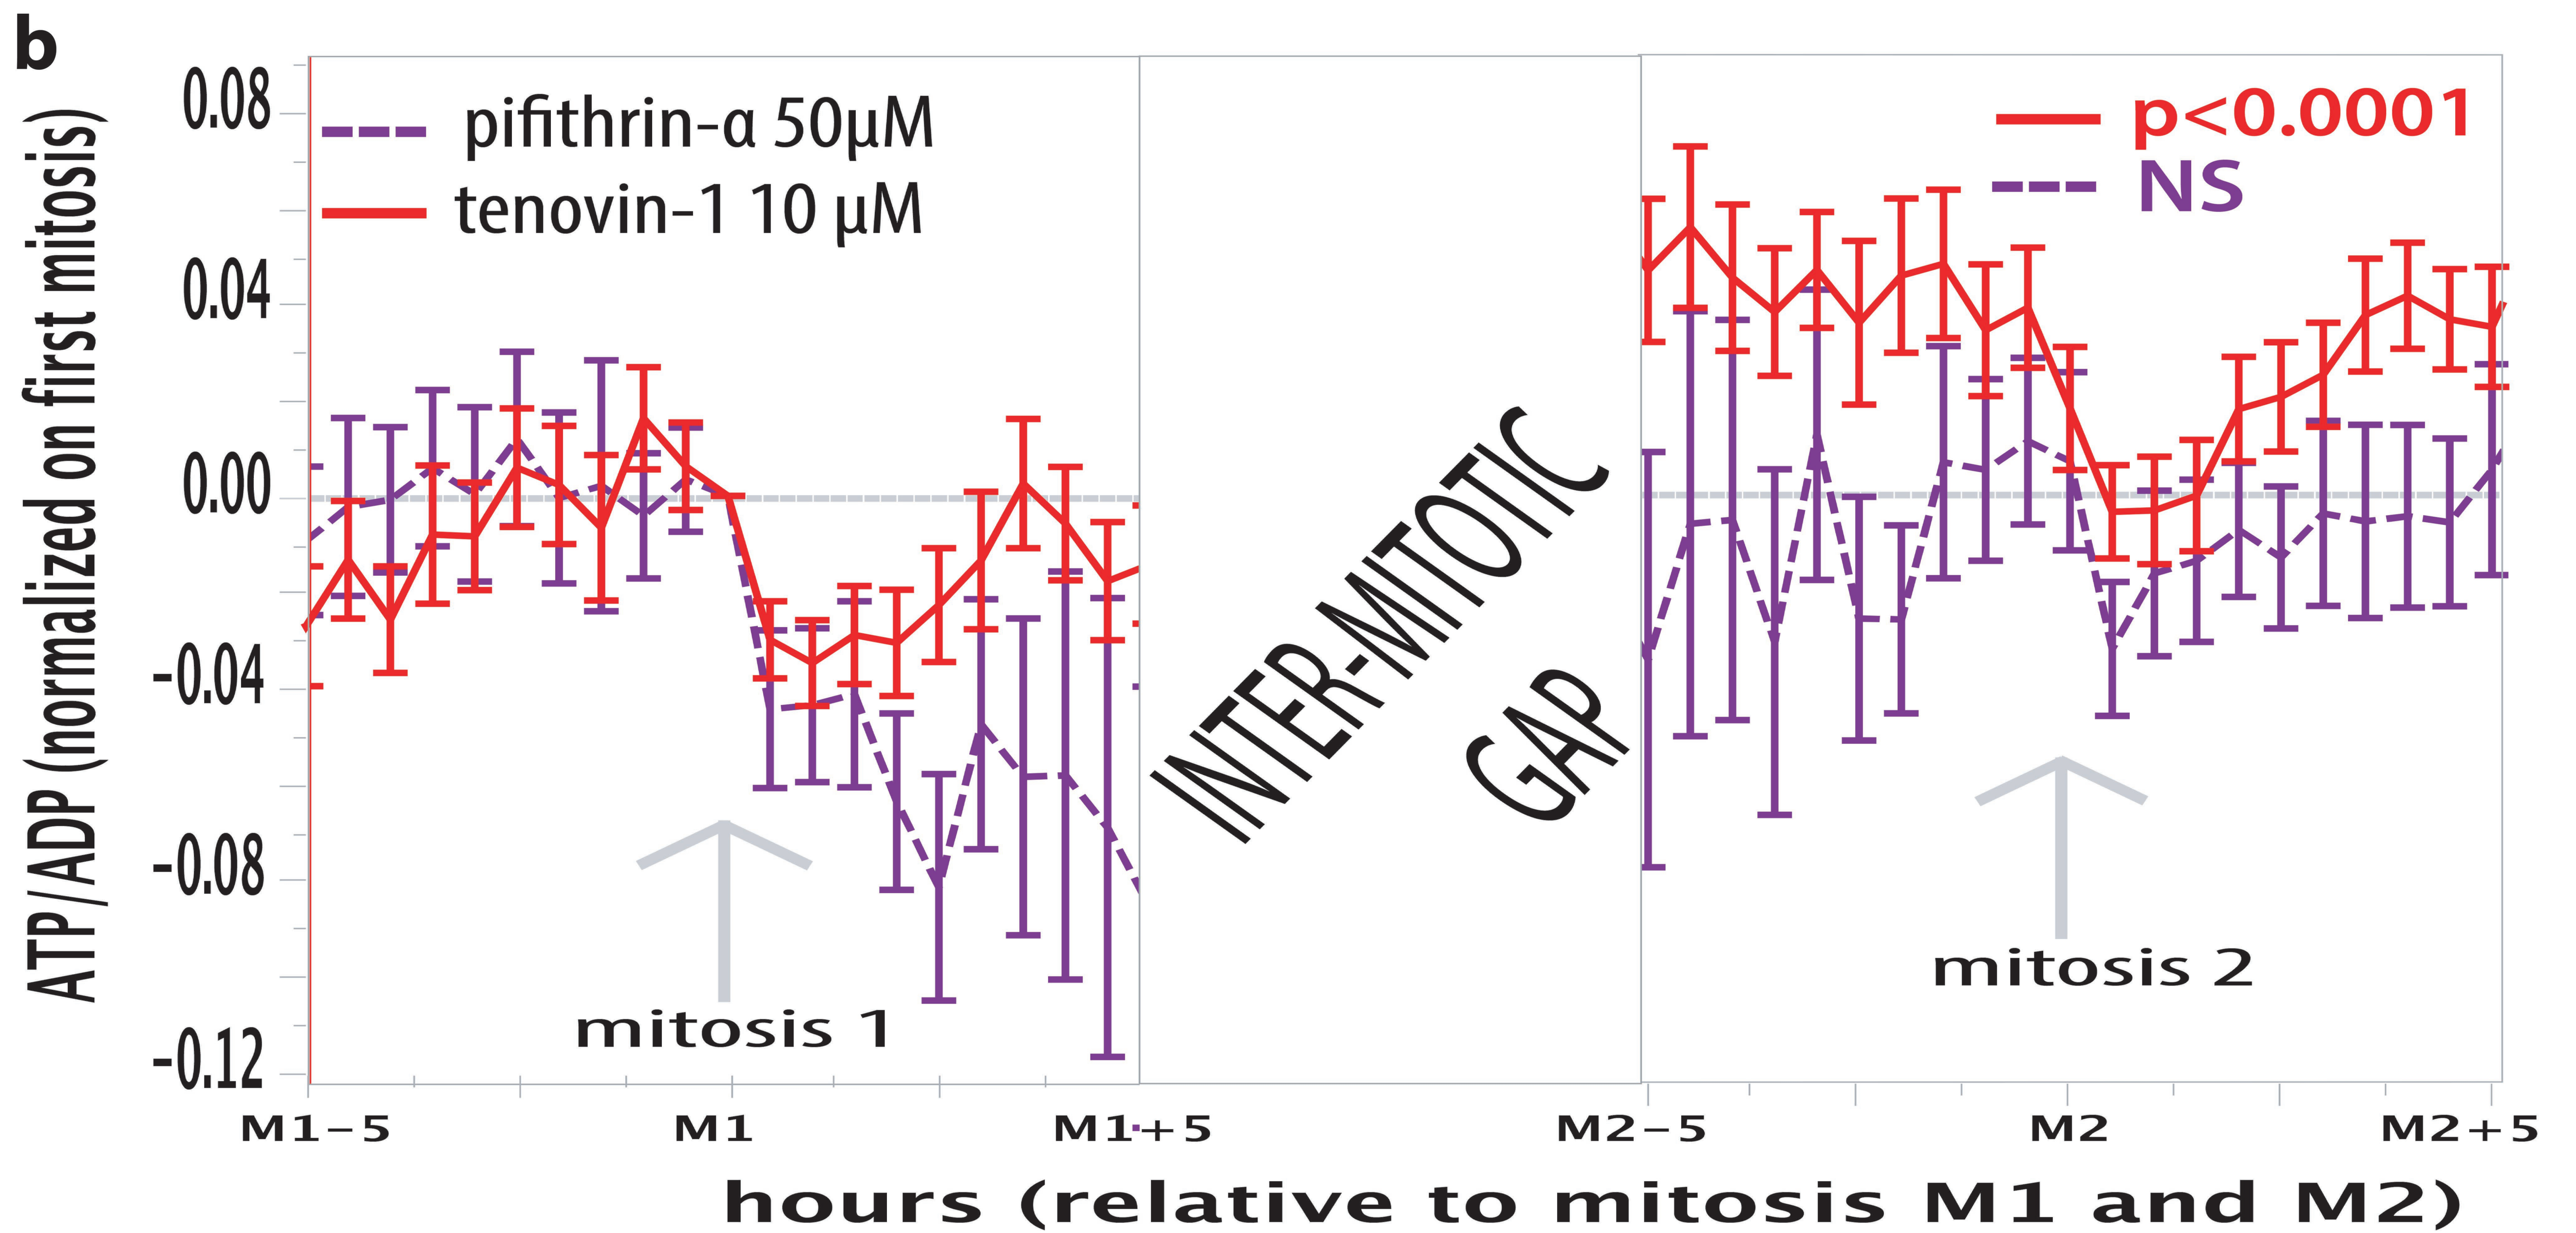 b
ATP/ADP (normalized on first mitosis)
0.08
0.04
0.00
-0.04
-0.08
-0.12
pifithrin-α 50µM
tenovin-1 10 µM
p<0.0001
NS
INTER-MITOTIC
GAP
mitosis 1
mitosis 2
M1−5
M1
M1+5
M2−5
M2
M2+5
hours (relative to mitosis M1 and M2)